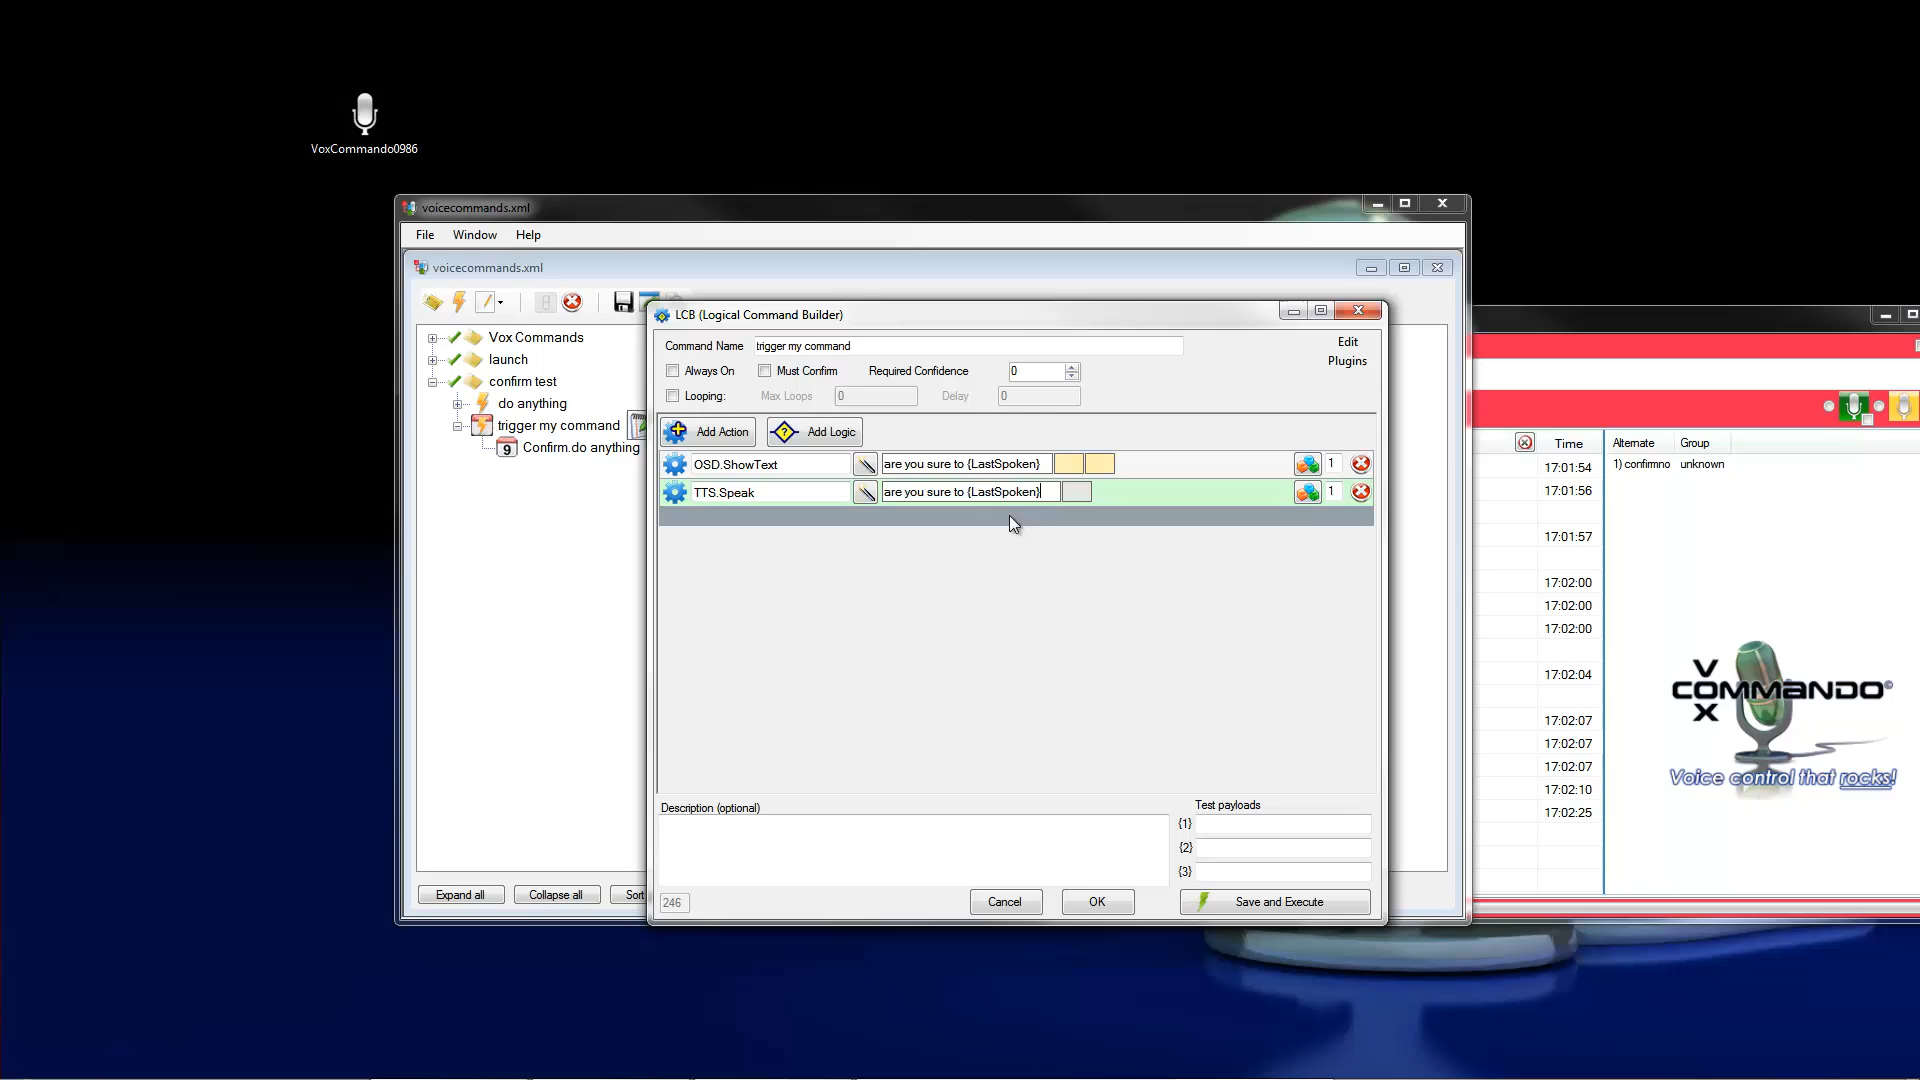 VoxCommando0986
voicecommands.xml
File Window Help
voicecommands.xml
Vox Commands
launch
confirm test
do anything
trigger my command
9 Confirm.do anything
Expand all Collapse all Sort
LCB (Logical Command Builder)
Command Name trigger my command
Edit
Plugins
Always On Must Confirm Required Confidence 0
Looping: Max Loops 0 Delay 0
Add Action Add Logic
OSD.ShowText are you sure to {LastSpoken} 1
TTS.Speak are you sure to {LastSpoken} 1
Description (optional)
Test payloads
{1}
{2}
{3}
246 Cancel OK Save and Execute
Time Alternate Group
17:01:54 1) confirmno unknown
17:01:56
17:01:57
17:02:00
17:02:00
17:02:00
17:02:04
17:02:07
17:02:07
17:02:07
17:02:10
17:02:25
VOX COMMANDO©
Voice control that rocks!